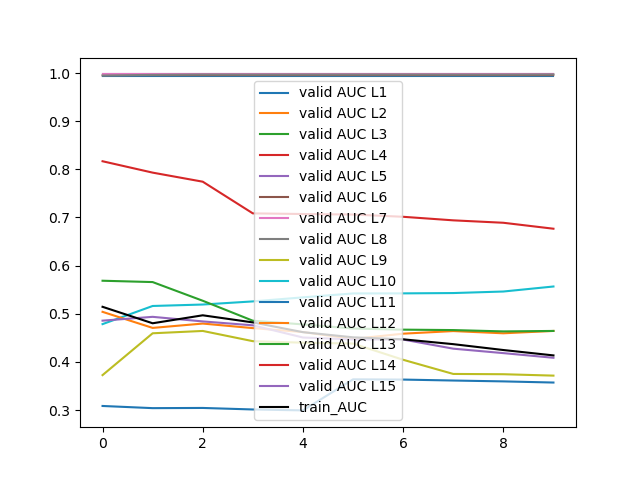 1.0
0.9
0.8
0.7
0.6
0.5
0.4
0.3
valid AUC L1
valid AUC L2
valid AUC L3
valid AUC L4
valid AUC L5
valid AUC L6
valid AUC L7
valid AUC L8
valid AUC L9
valid AUC L10
valid AUC L11
valid AUC L12
valid AUC L13
valid AUC L14
valid AUC L15
train_AUC
0 2 4 6 8